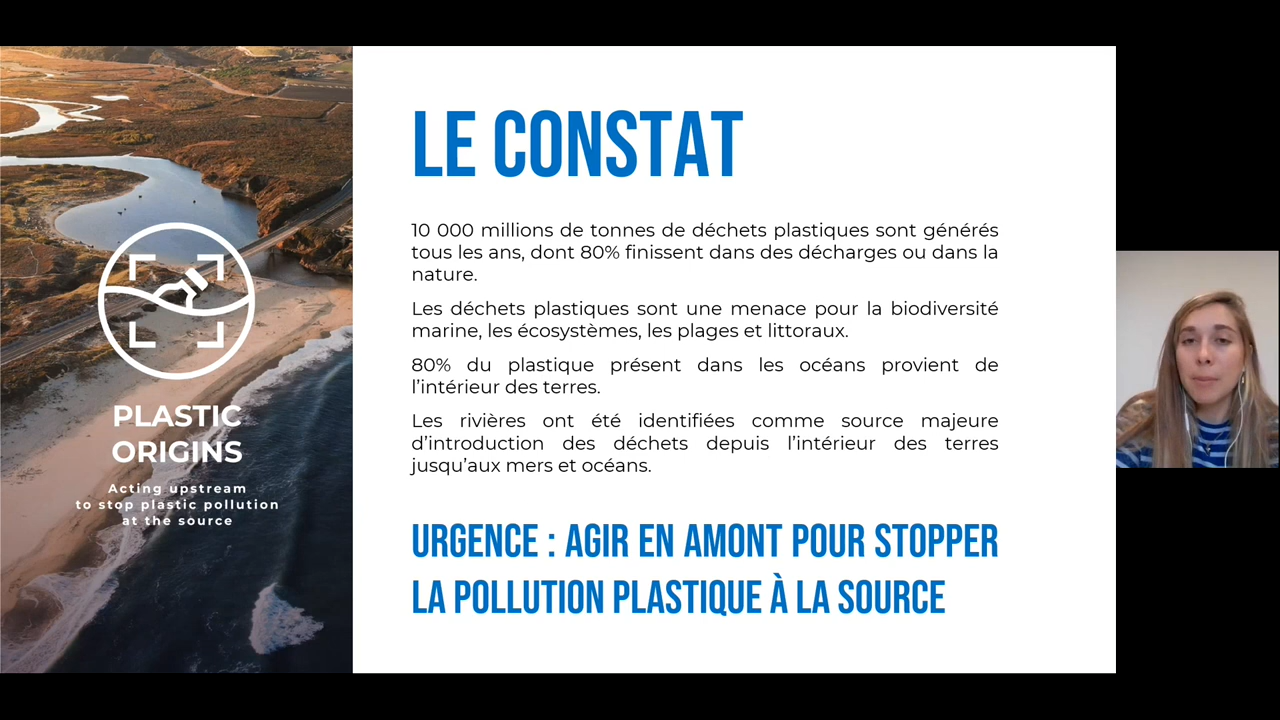 PLASTIC
ORIGINS
Acting upstream
to stop plastic pollution
at the source
LE CONSTAT
10 000 millions de tonnes de déchets plastiques sont générés
tous les ans, dont 80% finissent dans des décharges ou dans la
nature.
Les déchets plastiques sont une menace pour la biodiversité
marine, les écosystèmes, les plages et littoraux.
80% du plastique présent dans les océans provient de
l'intérieur des terres.
Les rivières ont été identifiées comme source majeure
d'introduction des déchets depuis l'intérieur des terres
jusqu'aux mers et océans.
URGENCE : AGIR EN AMONT POUR STOPPER
LA POLLUTION PLASTIQUE À LA SOURCE